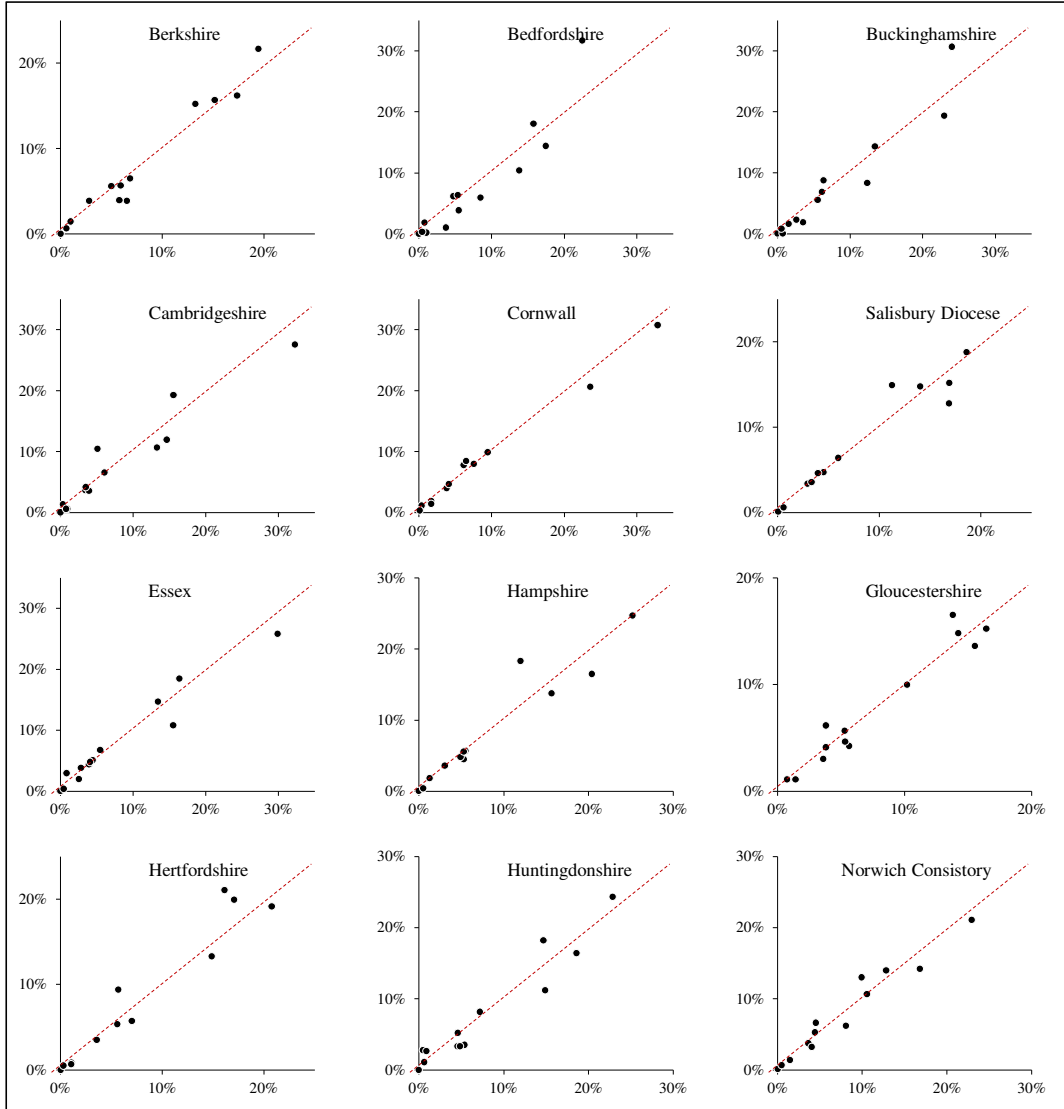 Berkshire
20%
10%
0%
0% 10% 20%
Bedfordshire
30%
20%
10%
0%
0% 10% 20% 30%
Buckinghamshire
30%
20%
10%
0%
0% 10% 20% 30%
Cambridgeshire
30%
20%
10%
0%
0% 10% 20% 30%
Cornwall
30%
20%
10%
0%
0% 10% 20% 30%
Salisbury Diocese
20%
10%
0%
0% 10% 20%
Essex
30%
20%
10%
0%
0% 10% 20% 30%
Hampshire
30%
20%
10%
0%
0% 10% 20% 30%
Gloucestershire
20%
10%
0%
0% 10% 20%
Hertfordshire
20%
10%
0%
0% 10% 20%
Huntingdonshire
30%
20%
10%
0%
0% 10% 20% 30%
Norwich Consistory
30%
20%
10%
0%
0% 10% 20% 30%